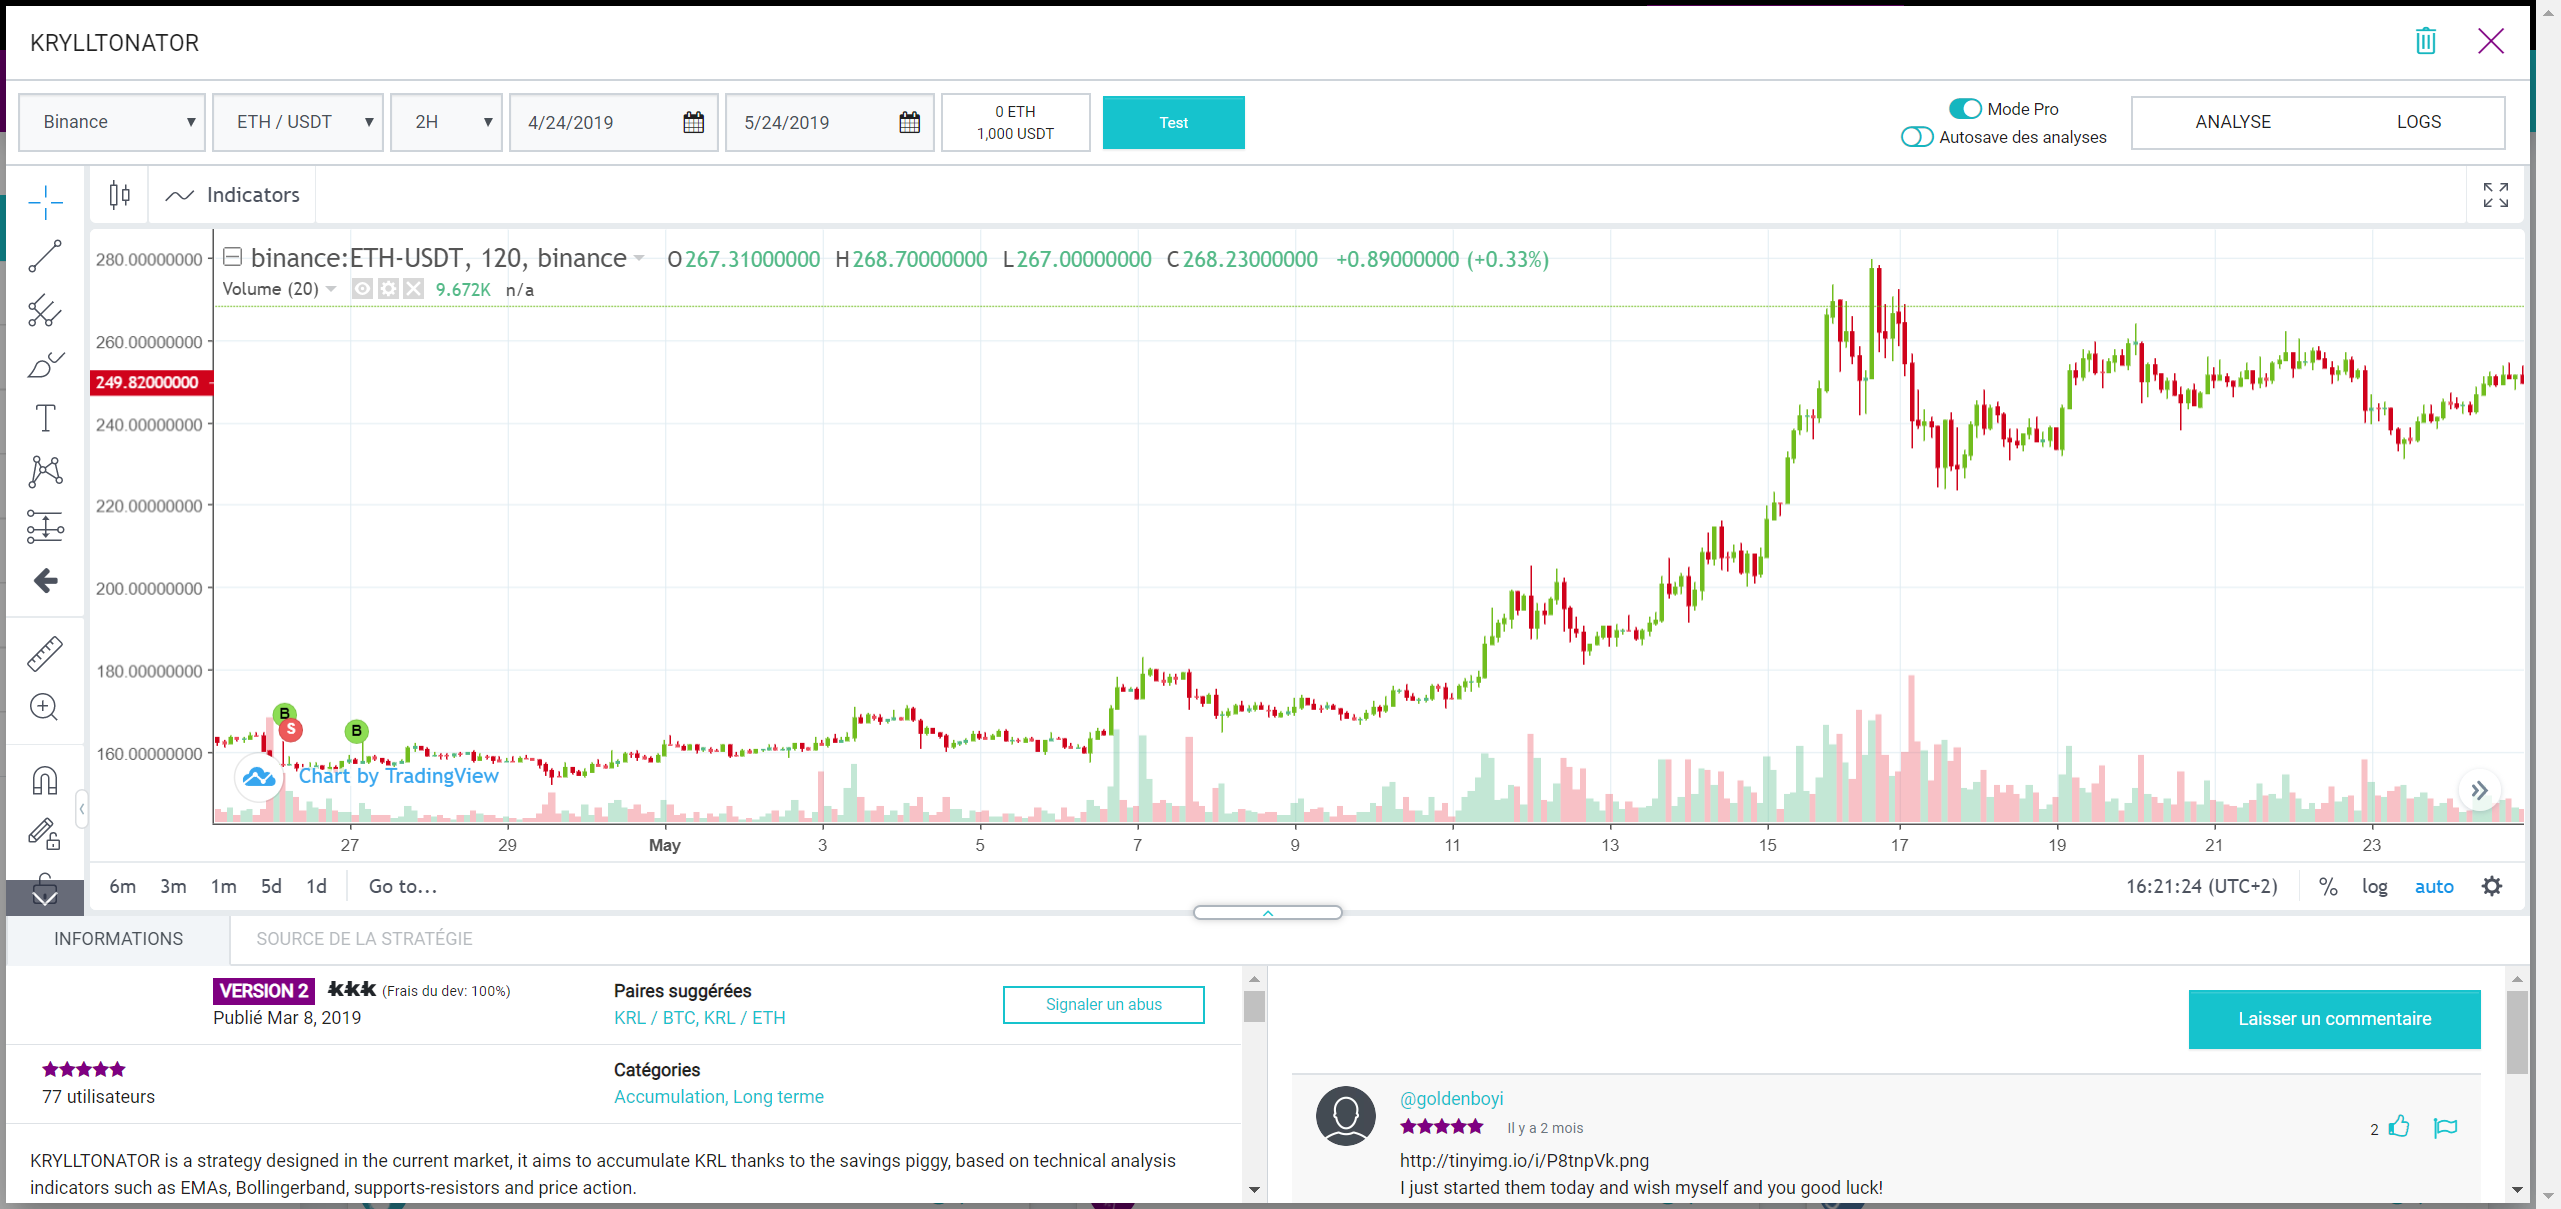 KRYLLTONATOR
Binance ETH / USDT 2H 4/24/2019 5/24/2019 0 ETH 1,000 USDT Test
Mode Pro
Autosave des analyses
ANALYSE LOGS
Indicators
binance:ETH-USDT, 120, binance O267.31000000 H268.70000000 L267.00000000 C268.23000000 +0.89000000 (+0.33%)
Volume (20) 9.672K n/a
280.00000000
260.00000000
249.82000000
240.00000000
220.00000000
200.00000000
180.00000000
160.00000000
B
S
B
Chart by TradingView
27 29 May 3 5 7 9 11 13 15 17 19 21 23
6m 3m 1m 5d 1d Go to... 16:21:24 (UTC+2) % log auto
INFORMATIONS SOURCE DE LA STRATÉGIE
VERSION 2 (Frais du dev: 100%)
Publié Mar 8, 2019
Paires suggérées
KRL / BTC, KRL / ETH
Signaler un abus
77 utilisateurs
Catégories
Accumulation, Long terme
KRYLLTONATOR is a strategy designed in the current market, it aims to accumulate KRL thanks to the savings piggy, based on technical analysis
indicators such as EMAs, Bollingerband, supports-resistors and price action.
Laisser un commentaire
@goldenboyi
Il y a 2 mois
2
http://tinyimg.io/i/P8tnpVk.png
I just started them today and wish myself and you good luck!